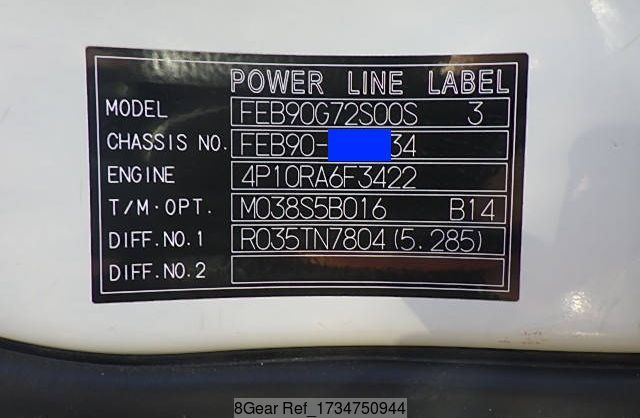 POWER LINE LABEL
MODEL FEB90G72S00S 3
CHASSIS NO. FEB90- 34
ENGINE 4P10RA6F3422
T/M·OPT. M038S5B016 B14
DIFF.NO.1 R035TN7804(5.285)
DIFF.NO.2
8Gear Ref_1734750944